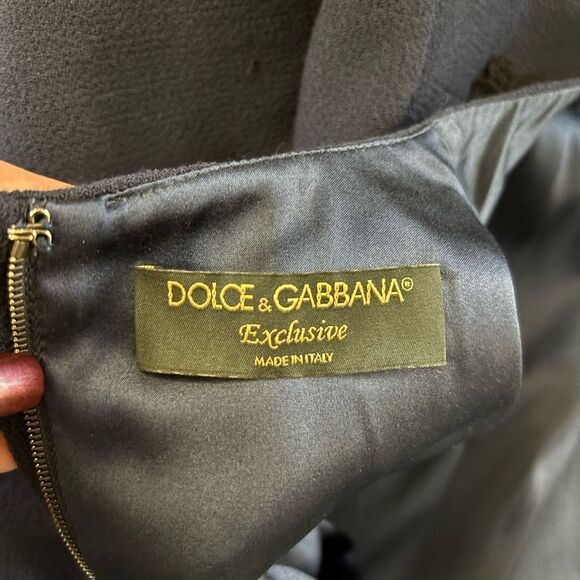 DOLCE & GABBANA®
Exclusive
MADE IN ITALY